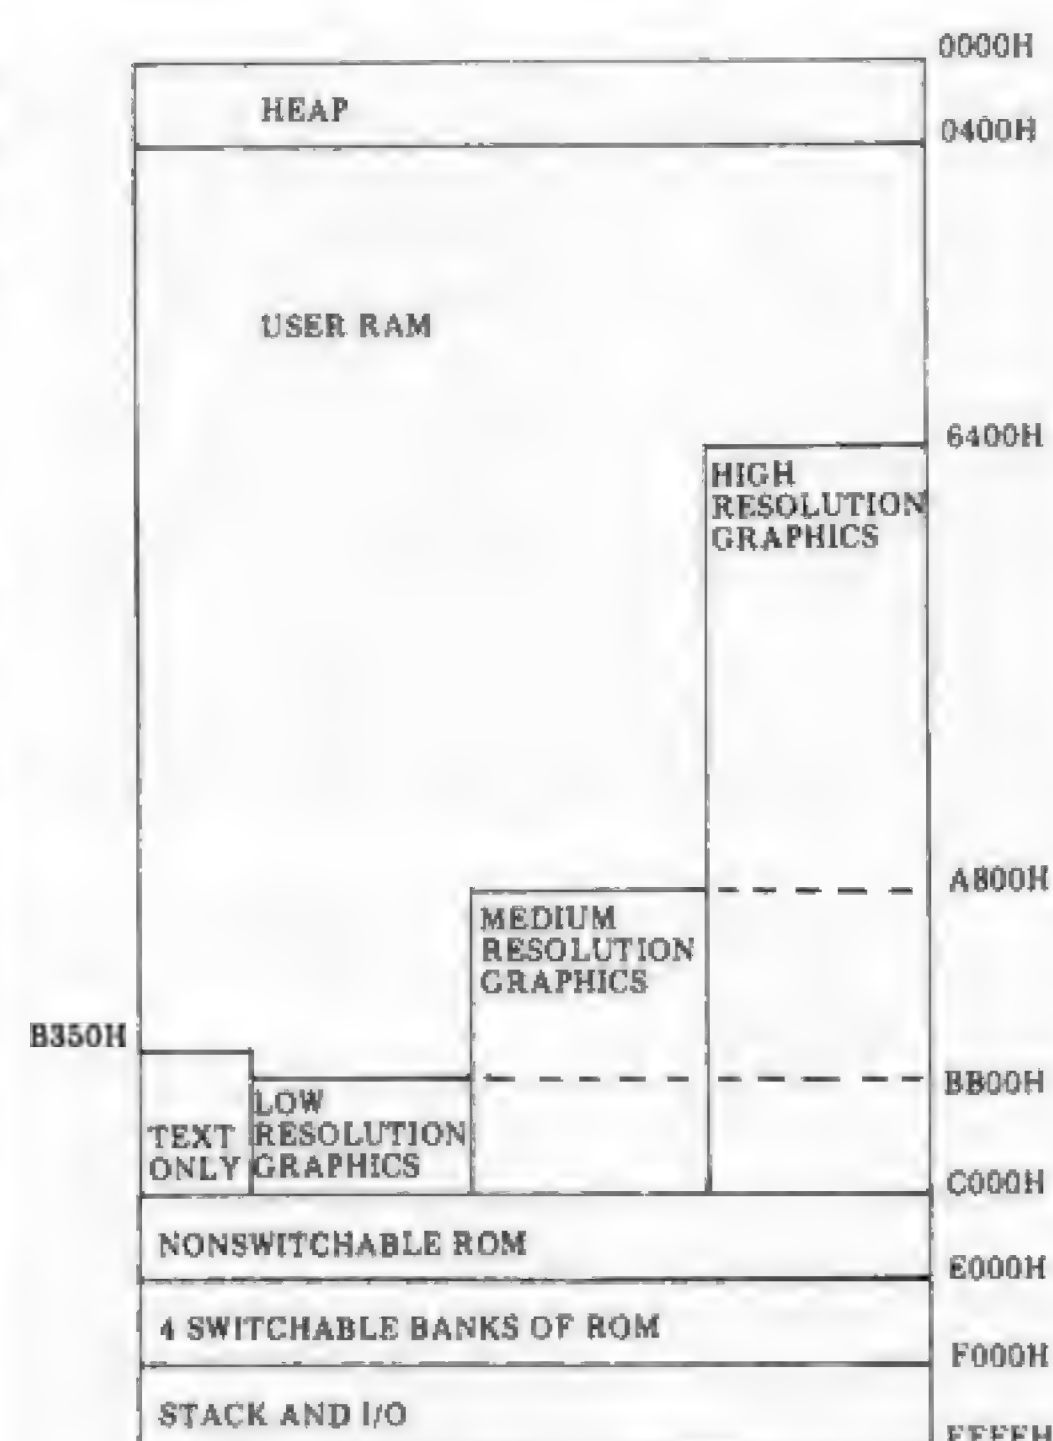 0000H
HEAP
0400H
USER RAM
6400H
HIGH
RESOLUTION
GRAPHICS
A800H
MEDIUM
RESOLUTION
GRAPHICS
B350H
BB00H
LOW
RESOLUTION
GRAPHICS
TEXT
ONLY
C000H
NONSWITCHABLE ROM
E000H
4 SWITCHABLE BANKS OF ROM
F000H
STACK AND I/O
FFFFH